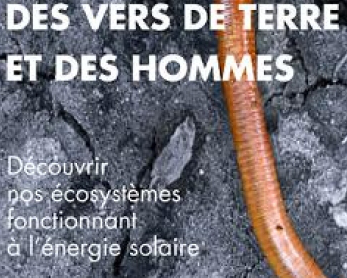 DES VERS DE TERRE
ET DES HOMMES
Découvrir
nos écosystèmes
fonctionnant
à l'énergie solaire